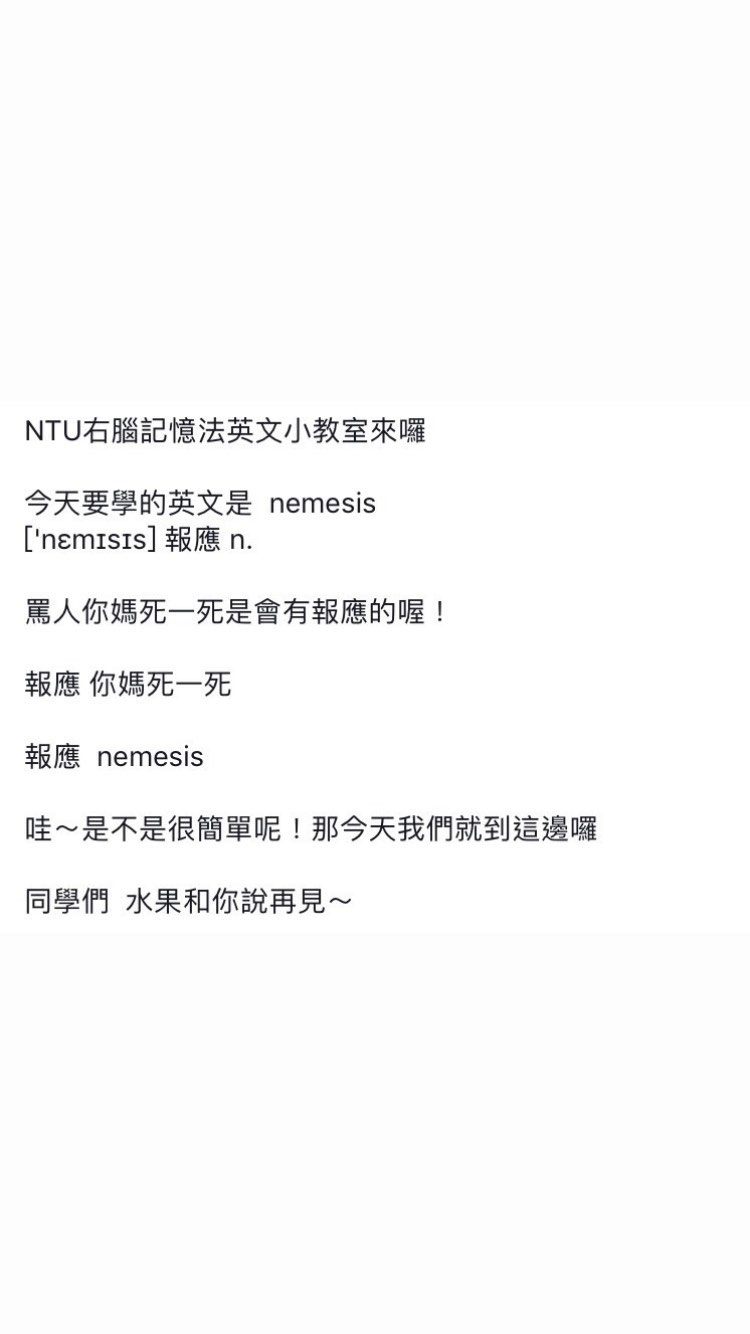 NTU右腦記憶法英文小教室來囉
今天要學的英文是 nemesis
['nɛmɪsɪs] 報應 n.
罵人你媽死一死是會有報應的喔！
報應 你媽死一死
報應 nemesis
哇～是不是很簡單呢！那今天我們就到這邊囉
同學們 水果和你說再見～